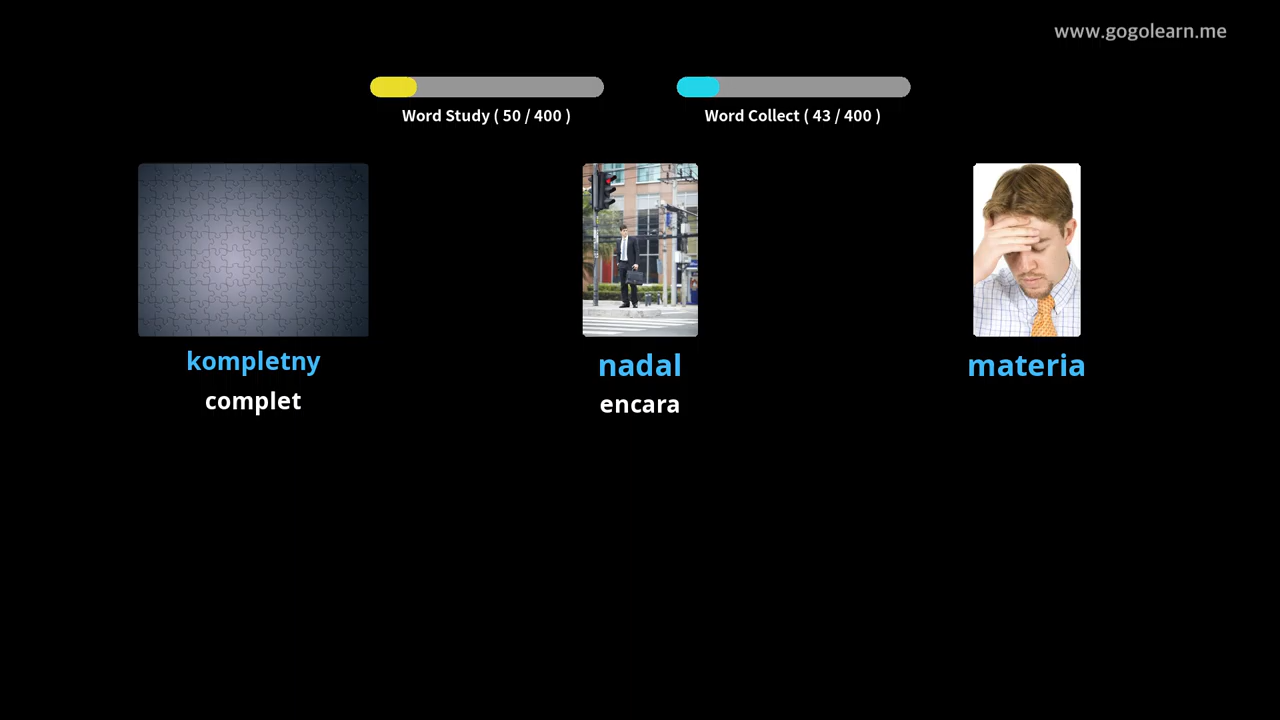 www.gogolearn.me
Word Study ( 50 / 400 )
Word Collect ( 43 / 400 )
kompletny
complet
nadal
encara
materia